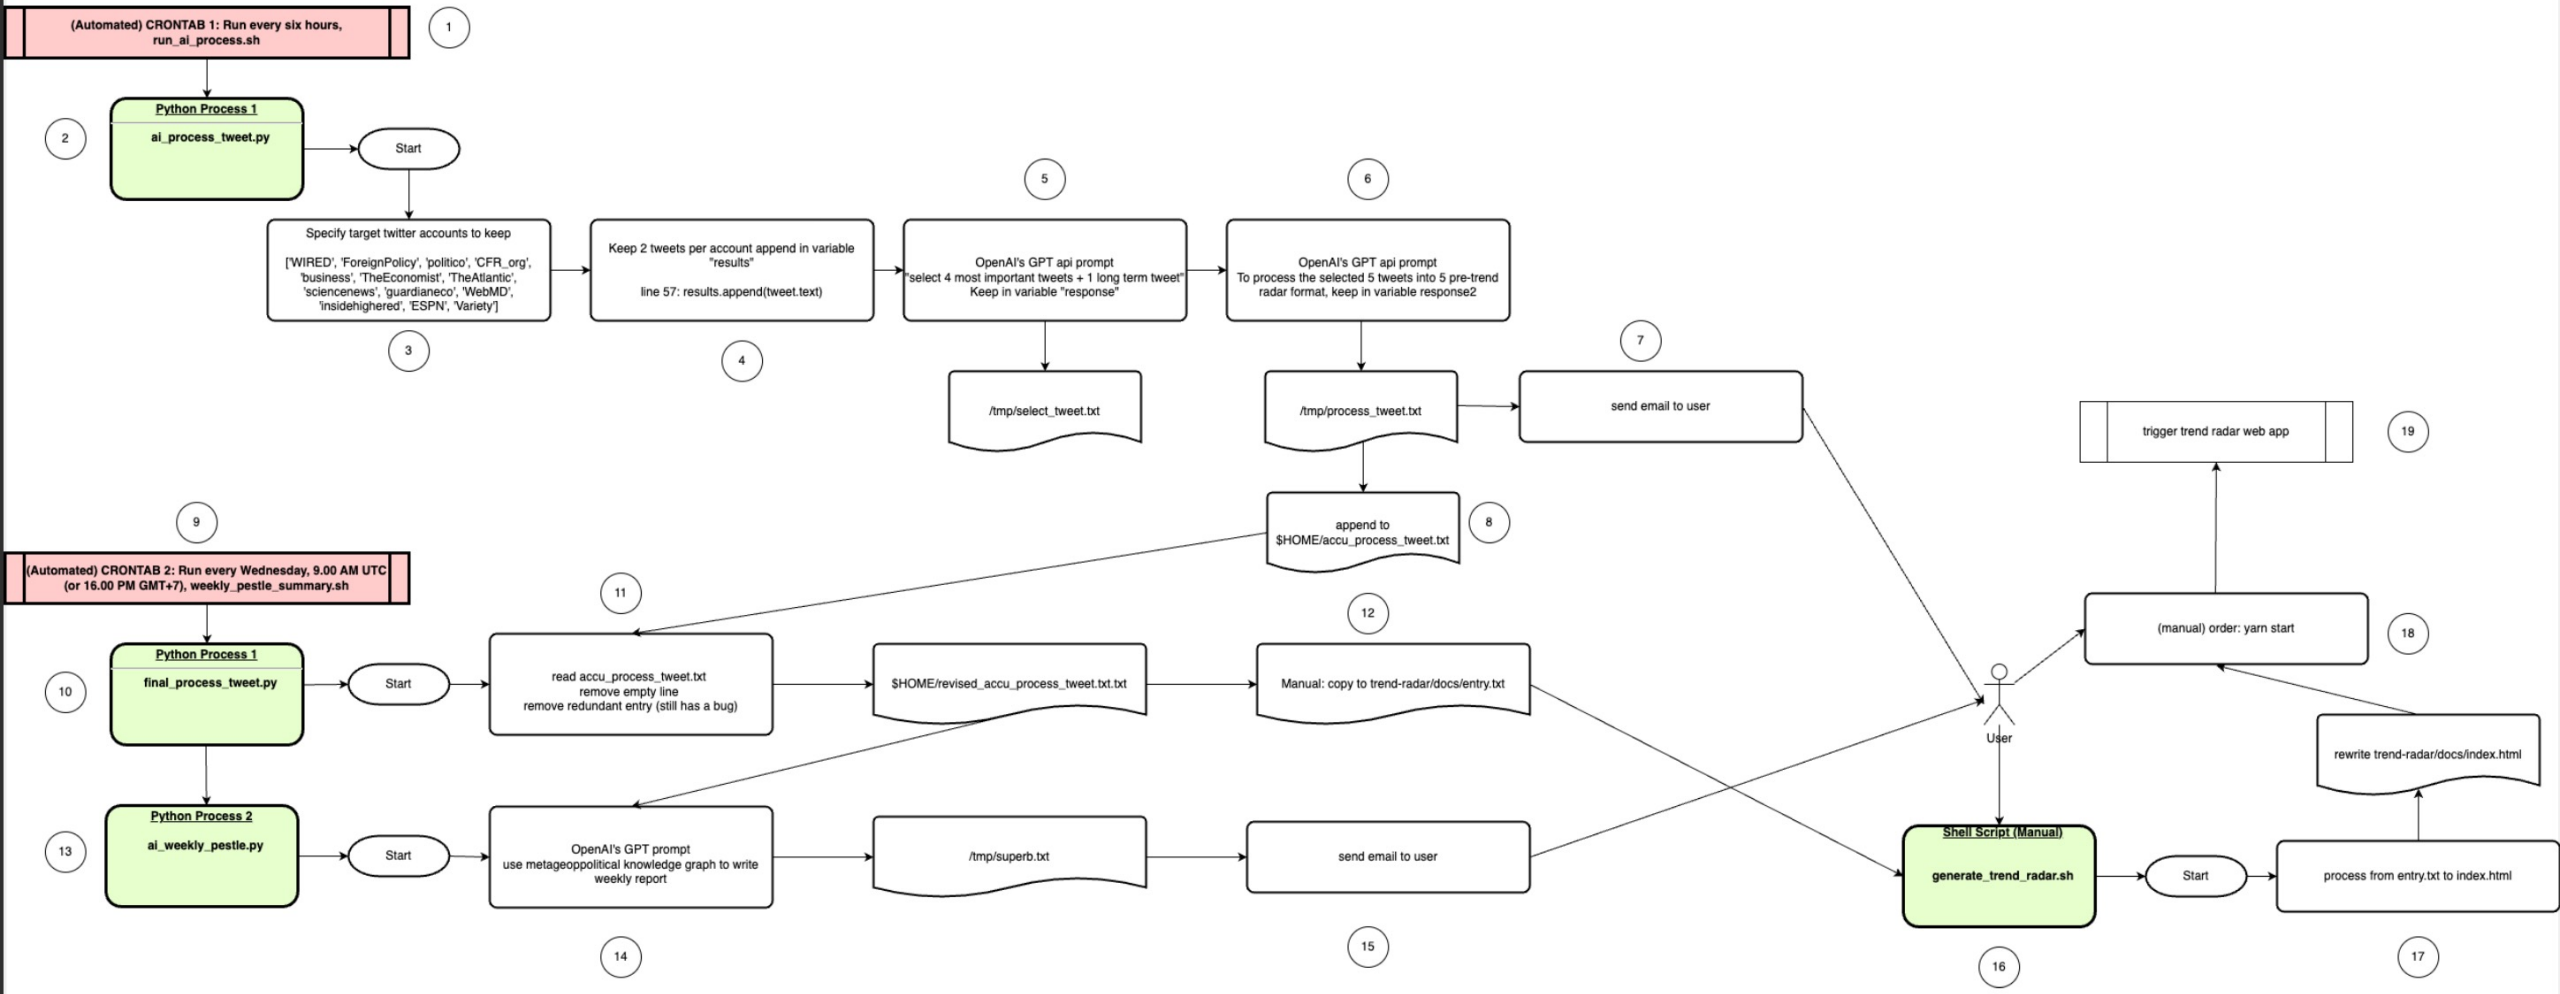 (Automated) CRONTAB 1: Run every six hours,
run_ai_process.sh
1
Python Process 1
ai_process_tweet.py
2
Start
Specify target twitter accounts to keep
['WIRED', 'ForeignPolicy', 'politico', 'CFR_org',
'business', 'TheEconomist', 'TheAtlantic',
'sciencenews', 'guardianeco', 'WebMD',
'insidehighered', 'ESPN', 'Variety']
3
Keep 2 tweets per account append in variable
"results"
line 57: results.append(tweet.text)
4
5
OpenAI's GPT api prompt
"select 4 most important tweets + 1 long term tweet"
Keep in variable "response"
6
OpenAI's GPT api prompt
To process the selected 5 tweets into 5 pre-trend
radar format, keep in variable response2
/tmp/select_tweet.txt
/tmp/process_tweet.txt
7
send email to user
append to
$HOME/accu_process_tweet.txt
8
9
(Automated) CRONTAB 2: Run every Wednesday, 9.00 AM UTC
(or 16.00 PM GMT+7), weekly_pestle_summary.sh
Python Process 1
final_process_tweet.py
10
Start
11
read accu_process_tweet.txt
remove empty line
remove redundant entry (still has a bug)
$HOME/revised_accu_process_tweet.txt.txt
12
Manual: copy to trend-radar/docs/entry.txt
Python Process 2
ai_weekly_pestle.py
13
Start
OpenAI's GPT prompt
use metageoppolitical knowledge graph to write
weekly report
14
/tmp/superb.txt
send email to user
15
User
Shell Script (Manual)
generate_trend_radar.sh
16
Start
process from entry.txt to index.html
17
rewrite trend-radar/docs/index.html
(manual) order: yarn start
18
trigger trend radar web app
19